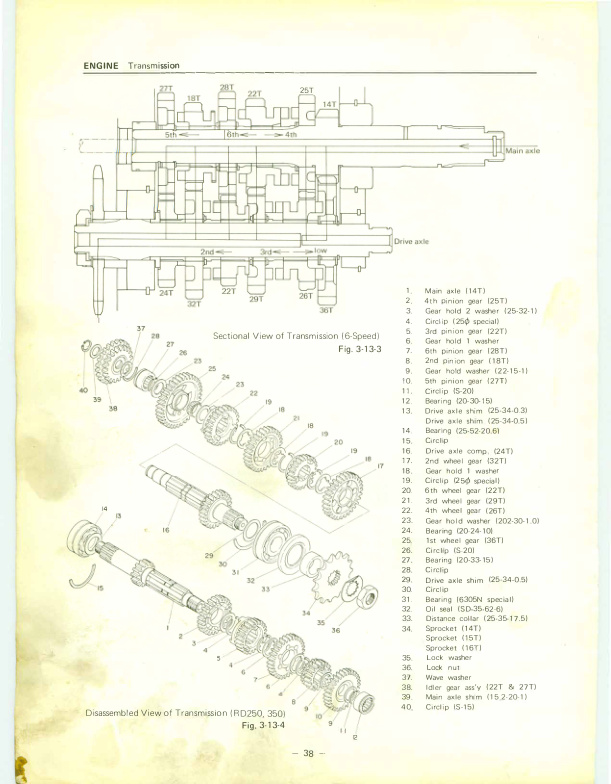 ENGINE Transmission
27T
18T
28T
22T
25T
14T
5th
6th
4th
Main axle
Drive axle
2nd
3rd
low
24T
32T
22T
29T
26T
36T
Sectional View of Transmission (6-Speed)
Fig. 3-13-3
1. Main axle (14T)
2. 4th pinion gear (25T)
3. Gear hold 2 washer (25-32-1)
4. Circlip (25ϕ special)
5. 3rd pinion gear (22T)
6. Gear hold 1 washer
7. 6th pinion gear (28T)
8. 2nd pinion gear (18T)
9. Gear hold washer (22-15-1)
10. 5th pinion gear (27T)
11. Circlip (S-20)
12. Bearing (20-30-15)
13. Drive axle shim (25-34-0.3)
Drive axle shim (25-34-0.5)
14. Bearing (25-52-20.6)
15. Circlip
16. Drive axle comp. (24T)
17. 2nd wheel gear (32T)
18. Gear hold 1 washer
19. Circlip (25ϕ special)
20. 6th wheel gear (22T)
21. 3rd wheel gear (29T)
22. 4th wheel gear (26T)
23. Gear hold washer (202-30-1.0)
24. Bearing (20-24-10)
25. 1st wheel gear (36T)
26. Circlip (S-20)
27. Bearing (20-33-15)
28. Circlip
29. Drive axle shim (25-34-0.5)
30. Circlip
31. Bearing (6305N special)
32. Oil seal (SD-35-62-6)
33. Distance collar (25-35-17.5)
34. Sprocket (14T)
Sprocket (15T)
Sprocket (16T)
35. Lock washer
36. Lock nut
37. Wave washer
38. Idler gear ass'y (22T & 27T)
39. Main axle shim (15.2-20-1)
40. Circlip (S-15)
37
28
27
26
23
25
24
23
22
19
18
21
18
19
20
19
18
17
40
39
38
16
14
13
15
29
30
31
32
33
34
35
36
1
2
3
4
5
4
6
7
6
4
8
9
10
9
11
12
Disassembled View of Transmission (RD250, 350)
Fig. 3-13-4
- 38 -